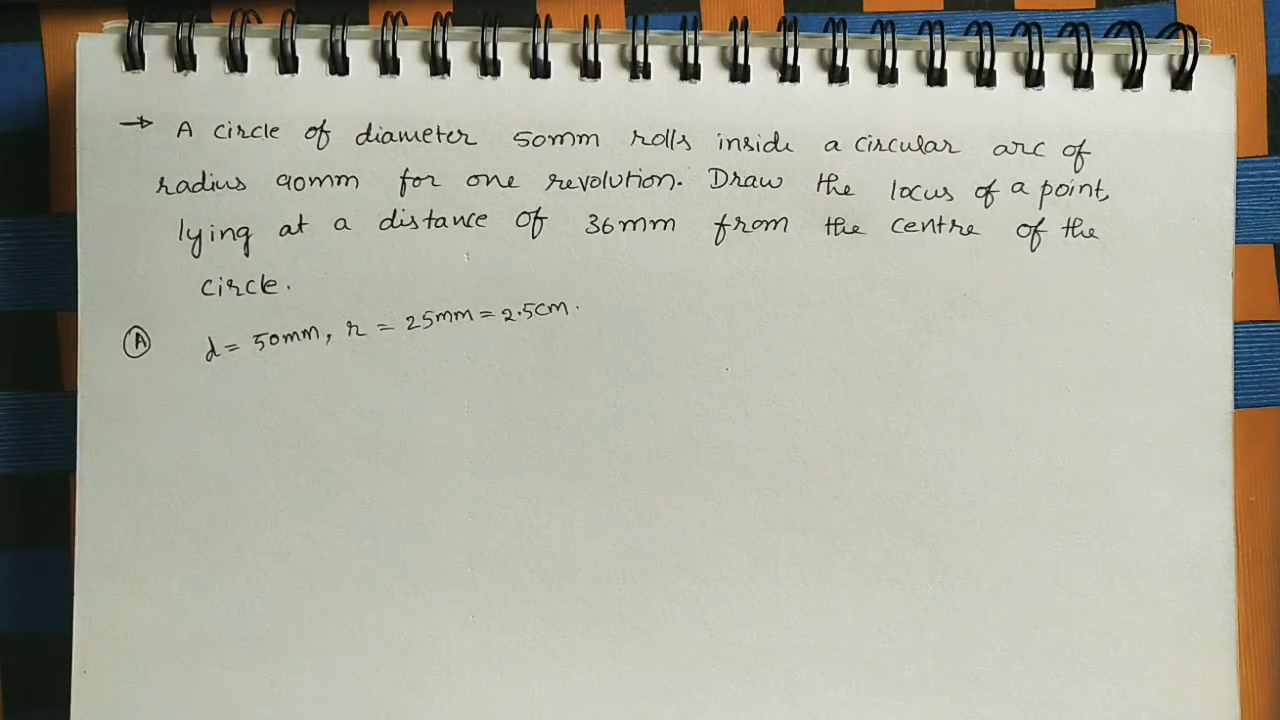 → A circle of diameter 50mm rolls inside a circular arc of
radius 90mm for one revolution. Draw the locus of a point,
lying at a distance of 36mm from the centre of the
circle.
Ⓐ d = 50mm, r = 25mm = 2.5cm.